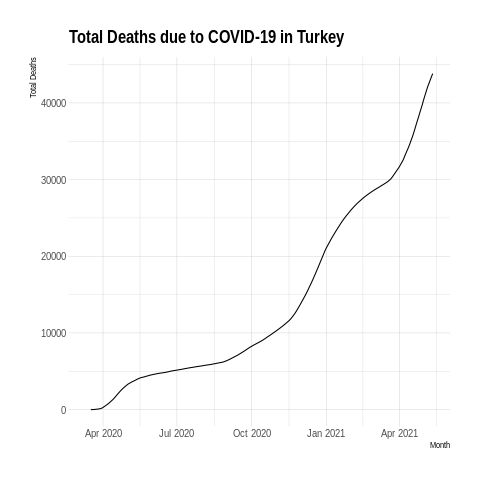 Total Deaths due to COVID-19 in Turkey
Total Deaths
40000
30000
20000
10000
0
Apr 2020 Jul 2020 Oct 2020 Jan 2021 Apr 2021
Month